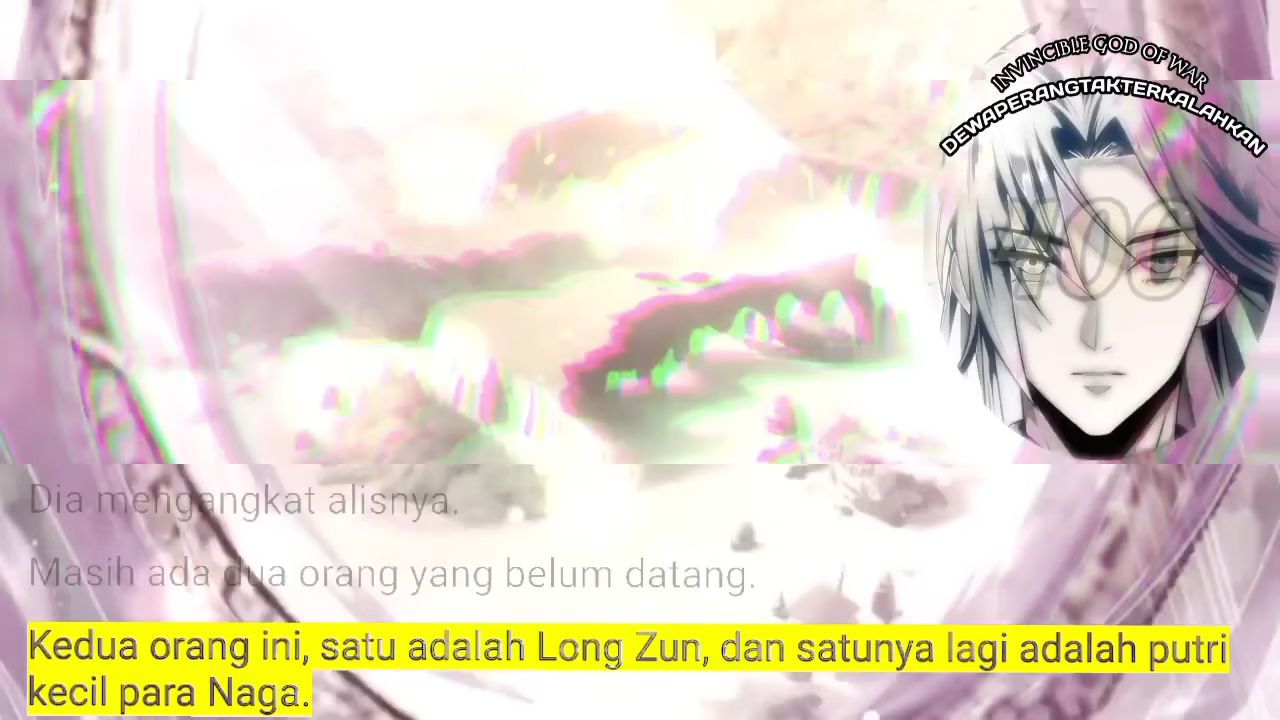 INVINCIBLE GOD OF WAR
DEWAPERANGTAKTERKALAHKAN
Dia mengangkat alisnya.
Masih ada dua orang yang belum datang.
Kedua orang ini, satu adalah Long Zun, dan satunya lagi adalah putri
kecil para Naga.